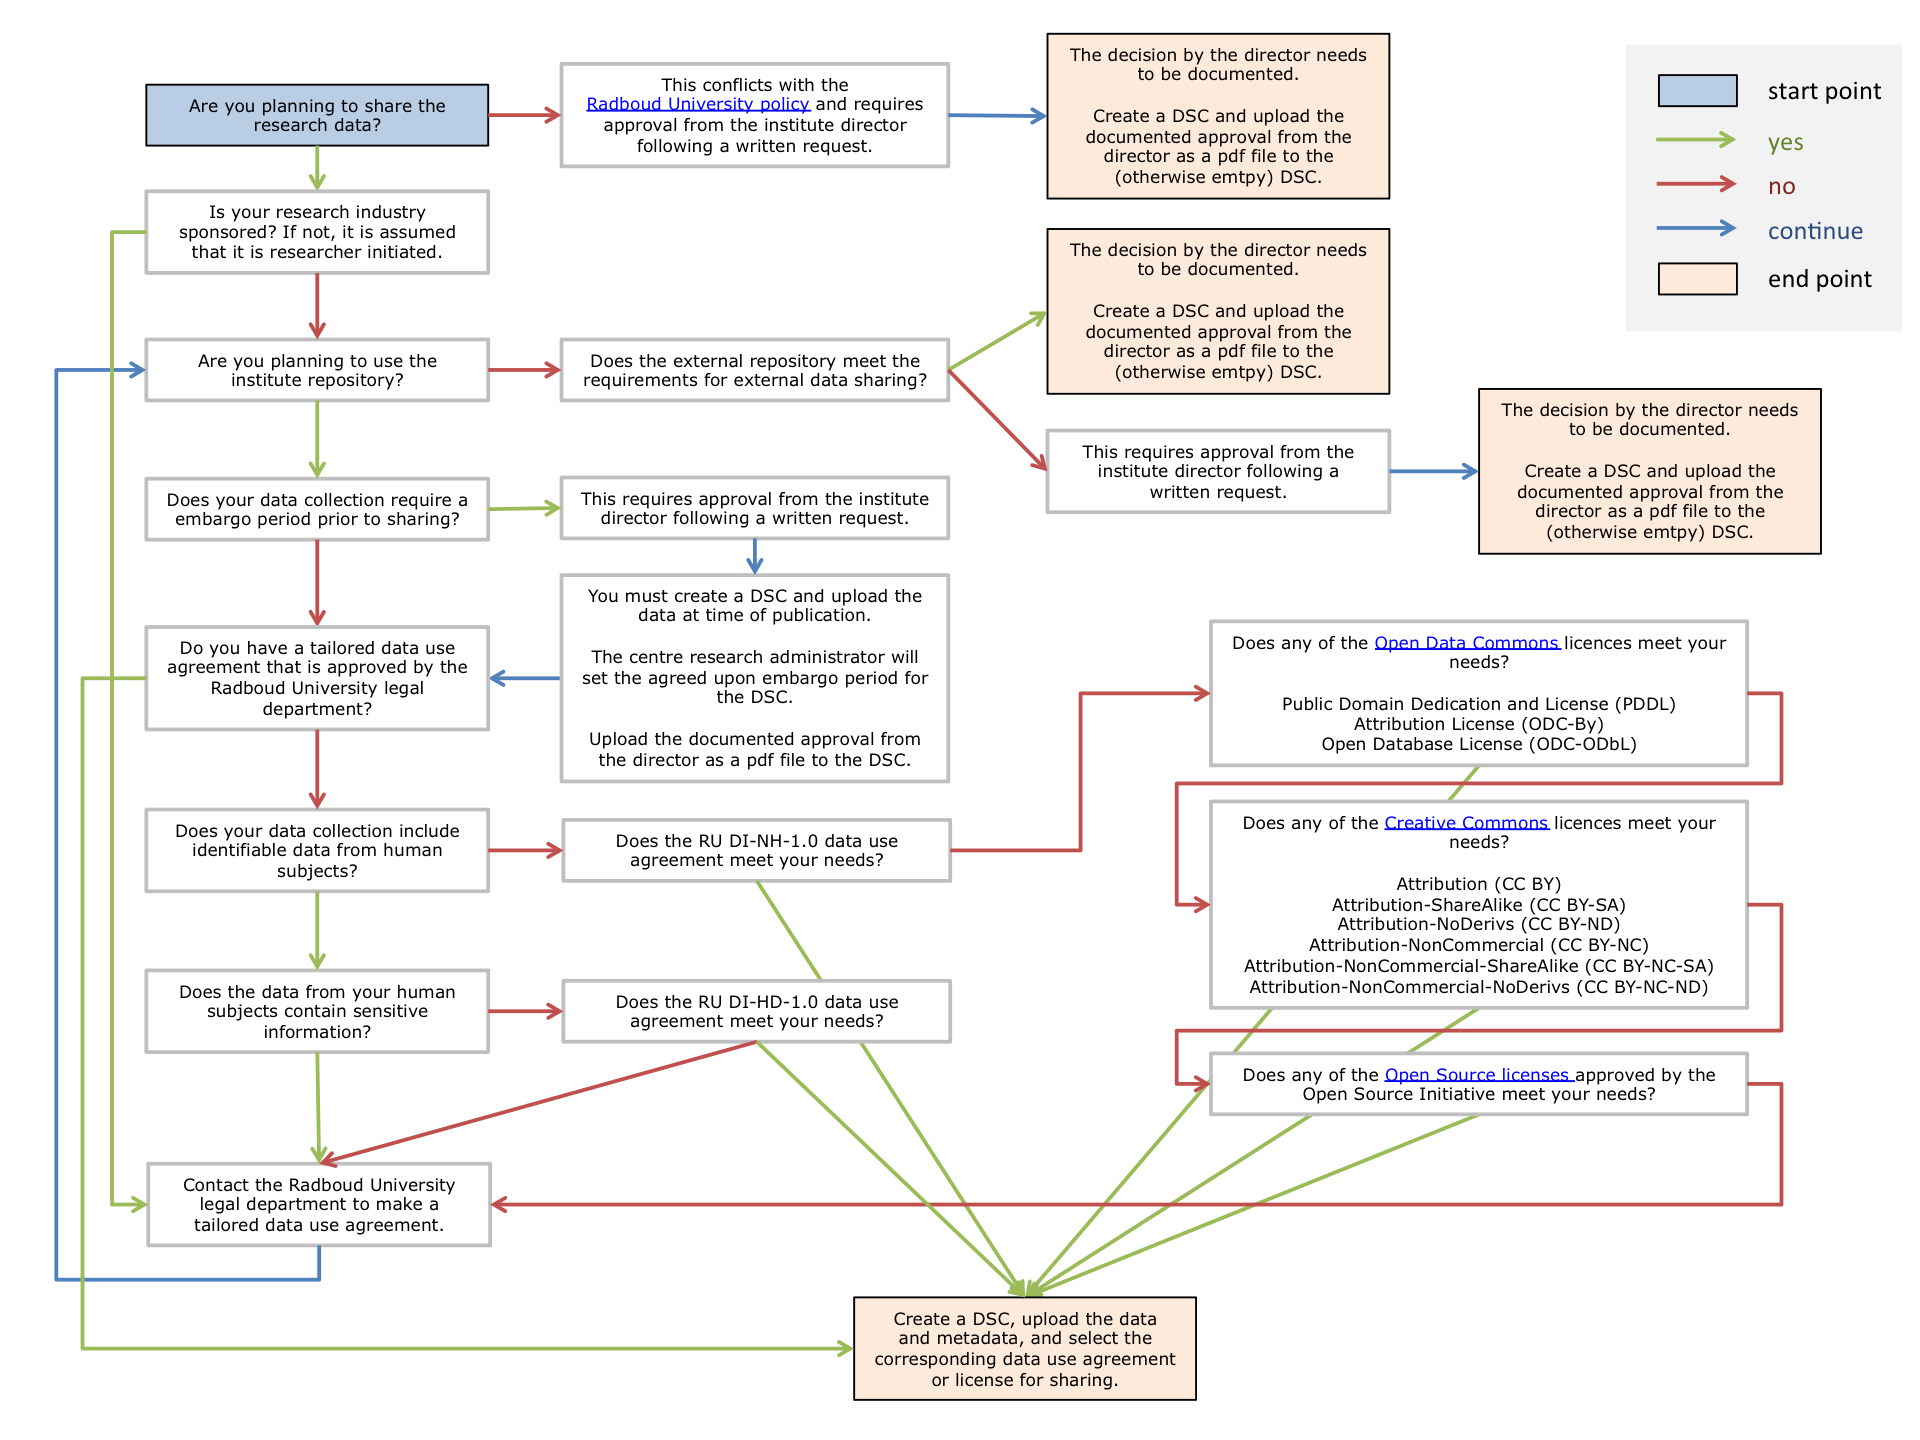 Are you planning to share the
research data?
This conflicts with the
Radboud University policy and requires
approval from the institute director
following a written request.
The decision by the director needs
to be documented.
Create a DSC and upload the
documented approval from the
director as a pdf file to the
(otherwise emtpy) DSC.
start point
yes
no
continue
end point
Is your research industry
sponsored? If not, it is assumed
that it is researcher initiated.
Are you planning to use the
institute repository?
Does the external repository meet the
requirements for external data sharing?
The decision by the director needs
to be documented.
Create a DSC and upload the
documented approval from the
director as a pdf file to the
(otherwise emtpy) DSC.
This requires approval from the
institute director following a
written request.
The decision by the director needs
to be documented.
Create a DSC and upload the
documented approval from the
director as a pdf file to the
(otherwise emtpy) DSC.
Does your data collection require a
embargo period prior to sharing?
This requires approval from the institute
director following a written request.
You must create a DSC and upload the
data at time of publication.
The centre research administrator will
set the agreed upon embargo period for
the DSC.
Upload the documented approval from
the director as a pdf file to the DSC.
Do you have a tailored data use
agreement that is approved by the
Radboud University legal
department?
Does your data collection include
identifiable data from human
subjects?
Does the RU DI-NH-1.0 data use
agreement meet your needs?
Does any of the Open Data Commons licences meet your
needs?
Public Domain Dedication and License (PDDL)
Attribution License (ODC-By)
Open Database License (ODC-ODbL)
Does any of the Creative Commons licences meet your
needs?
Attribution (CC BY)
Attribution-ShareAlike (CC BY-SA)
Attribution-NoDerivs (CC BY-ND)
Attribution-NonCommercial (CC BY-NC)
Attribution-NonCommercial-ShareAlike (CC BY-NC-SA)
Attribution-NonCommercial-NoDerivs (CC BY-NC-ND)
Does the data from your human
subjects contain sensitive
information?
Does the RU DI-HD-1.0 data use
agreement meet your needs?
Does any of the Open Source licenses approved by the
Open Source Initiative meet your needs?
Contact the Radboud University
legal department to make a
tailored data use agreement.
Create a DSC, upload the data
and metadata, and select the
corresponding data use agreement
or license for sharing.